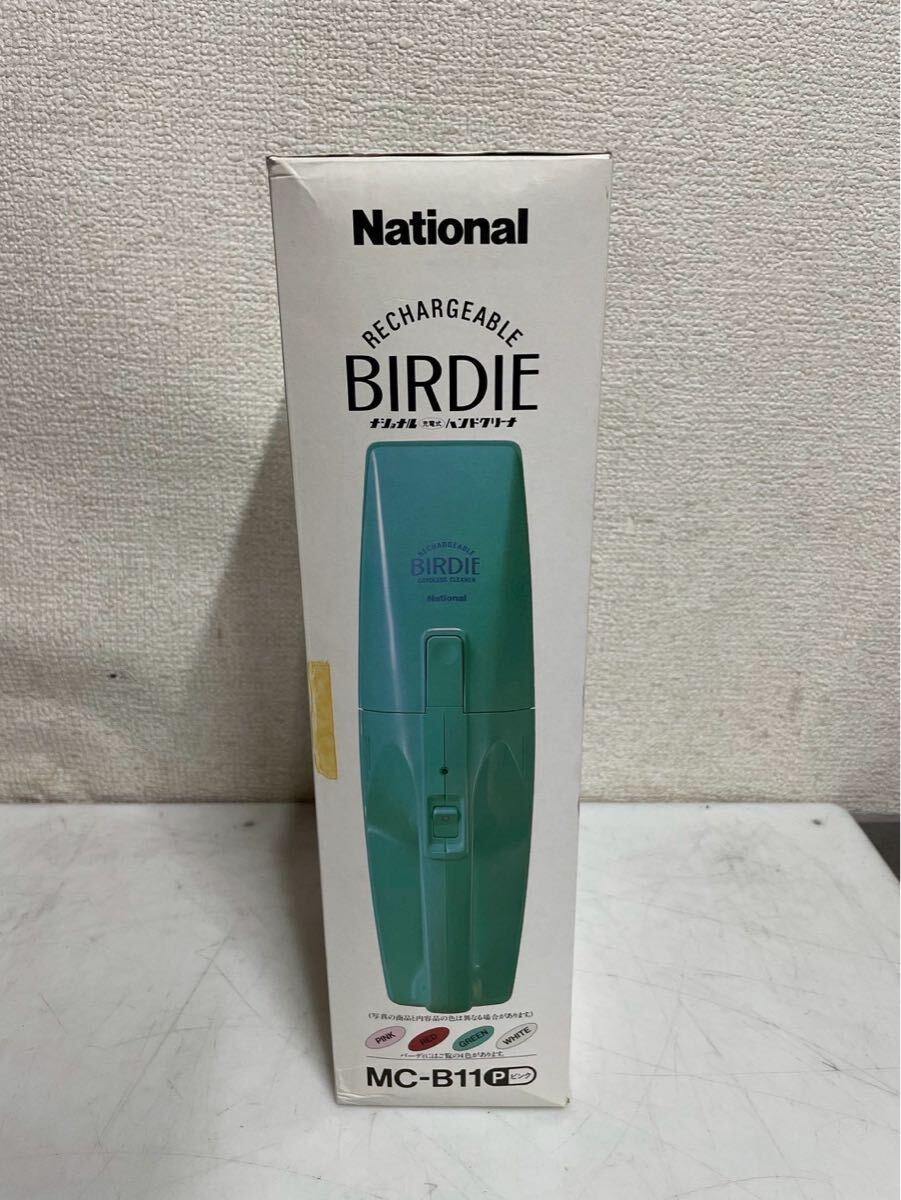 National
RECHARGEABLE
BIRDIE
ナショナル 充電式 ハンドクリーナ
RECHARGEABLE
BIRDIE
CORDLESS CLEANER
National
(写真の商品と内容品の色は異なる場合があります。)
PINK RED GREEN WHITE
バーディにはご覧の4色があります。
MC-B11 P ピンク